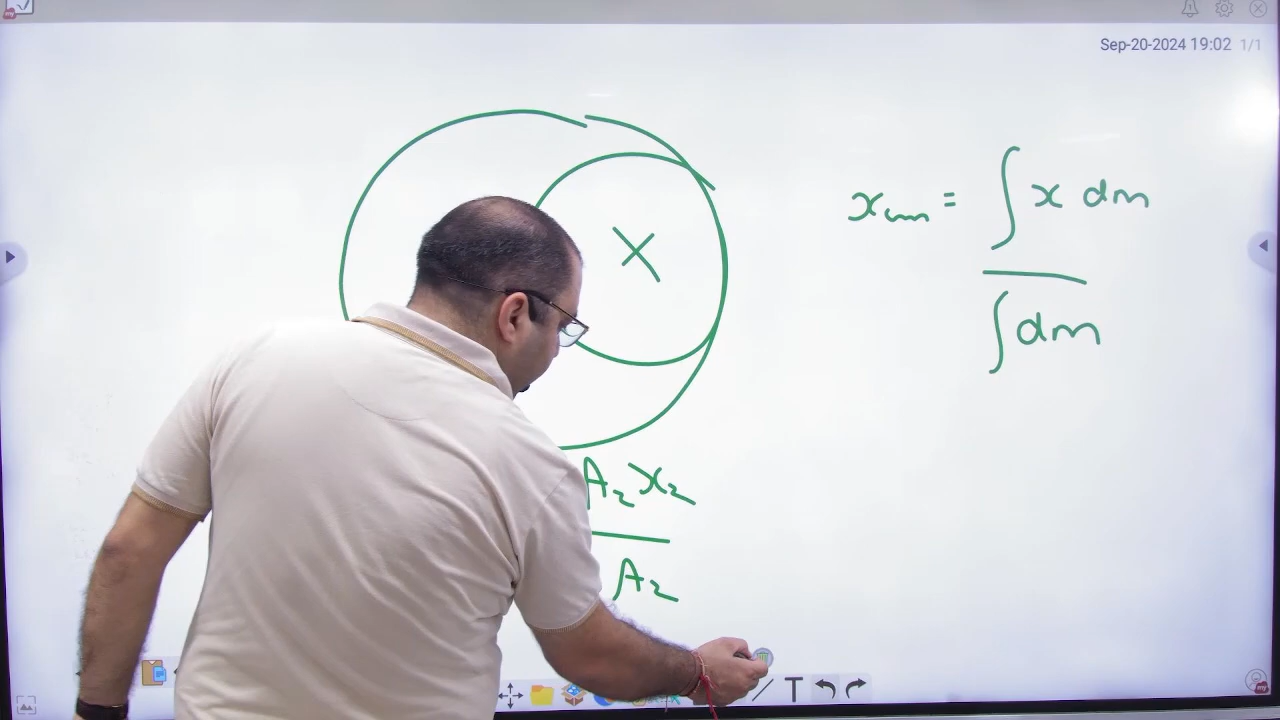 Sep-20-2024 19:02 1/1
X
x_cm = ∫ x dm
∫ dm
A₂x₂
A₂
T